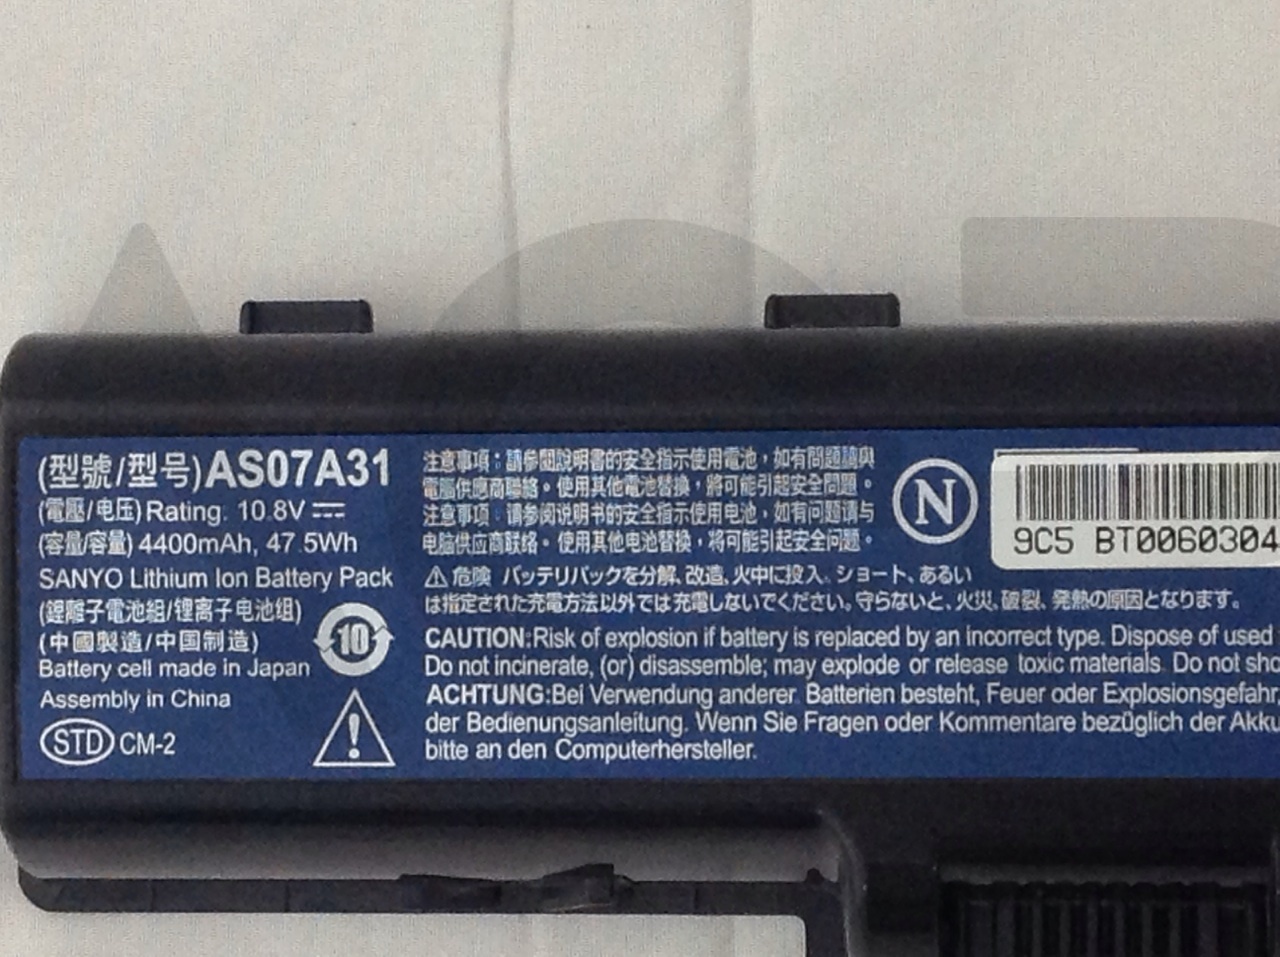 (型號/型号)AS07A31
(電壓/电压) Rating: 10.8V
(容量/容量) 4400mAh, 47.5Wh
SANYO Lithium Ion Battery Pack
(鋰離子電池組/锂离子电池组)
(中國製造/中国制造)
Battery cell made in Japan
Assembly in China
STD CM-2
10
注意事項：請參閱說明書的安全指示使用電池，如有問題請與
電腦供應商聯絡。使用其他電池替換，將可能引起安全問題。
注意事项：请参阅说明书的安全指示使用电池，如有问题请与
电脑供应商联络。使用其他电池替换，将可能引起安全问题。
⚠危険 バッテリパックを分解、改造、火中に投入、ショート、あるい
は指定された充電方法以外では充電しないでください。守らないと、火災、破裂、発熱の原因となります。
CAUTION:Risk of explosion if battery is replaced by an incorrect type. Dispose of used
Do not incinerate, (or) disassemble; may explode or release toxic materials. Do not sho
ACHTUNG:Bei Verwendung anderer Batterien besteht, Feuer oder Explosionsgefahr
der Bedienungsanleitung. Wenn Sie Fragen oder Kommentare bezüglich der Akku
bitte an den Computerhersteller.
N
9C5 BT0060304